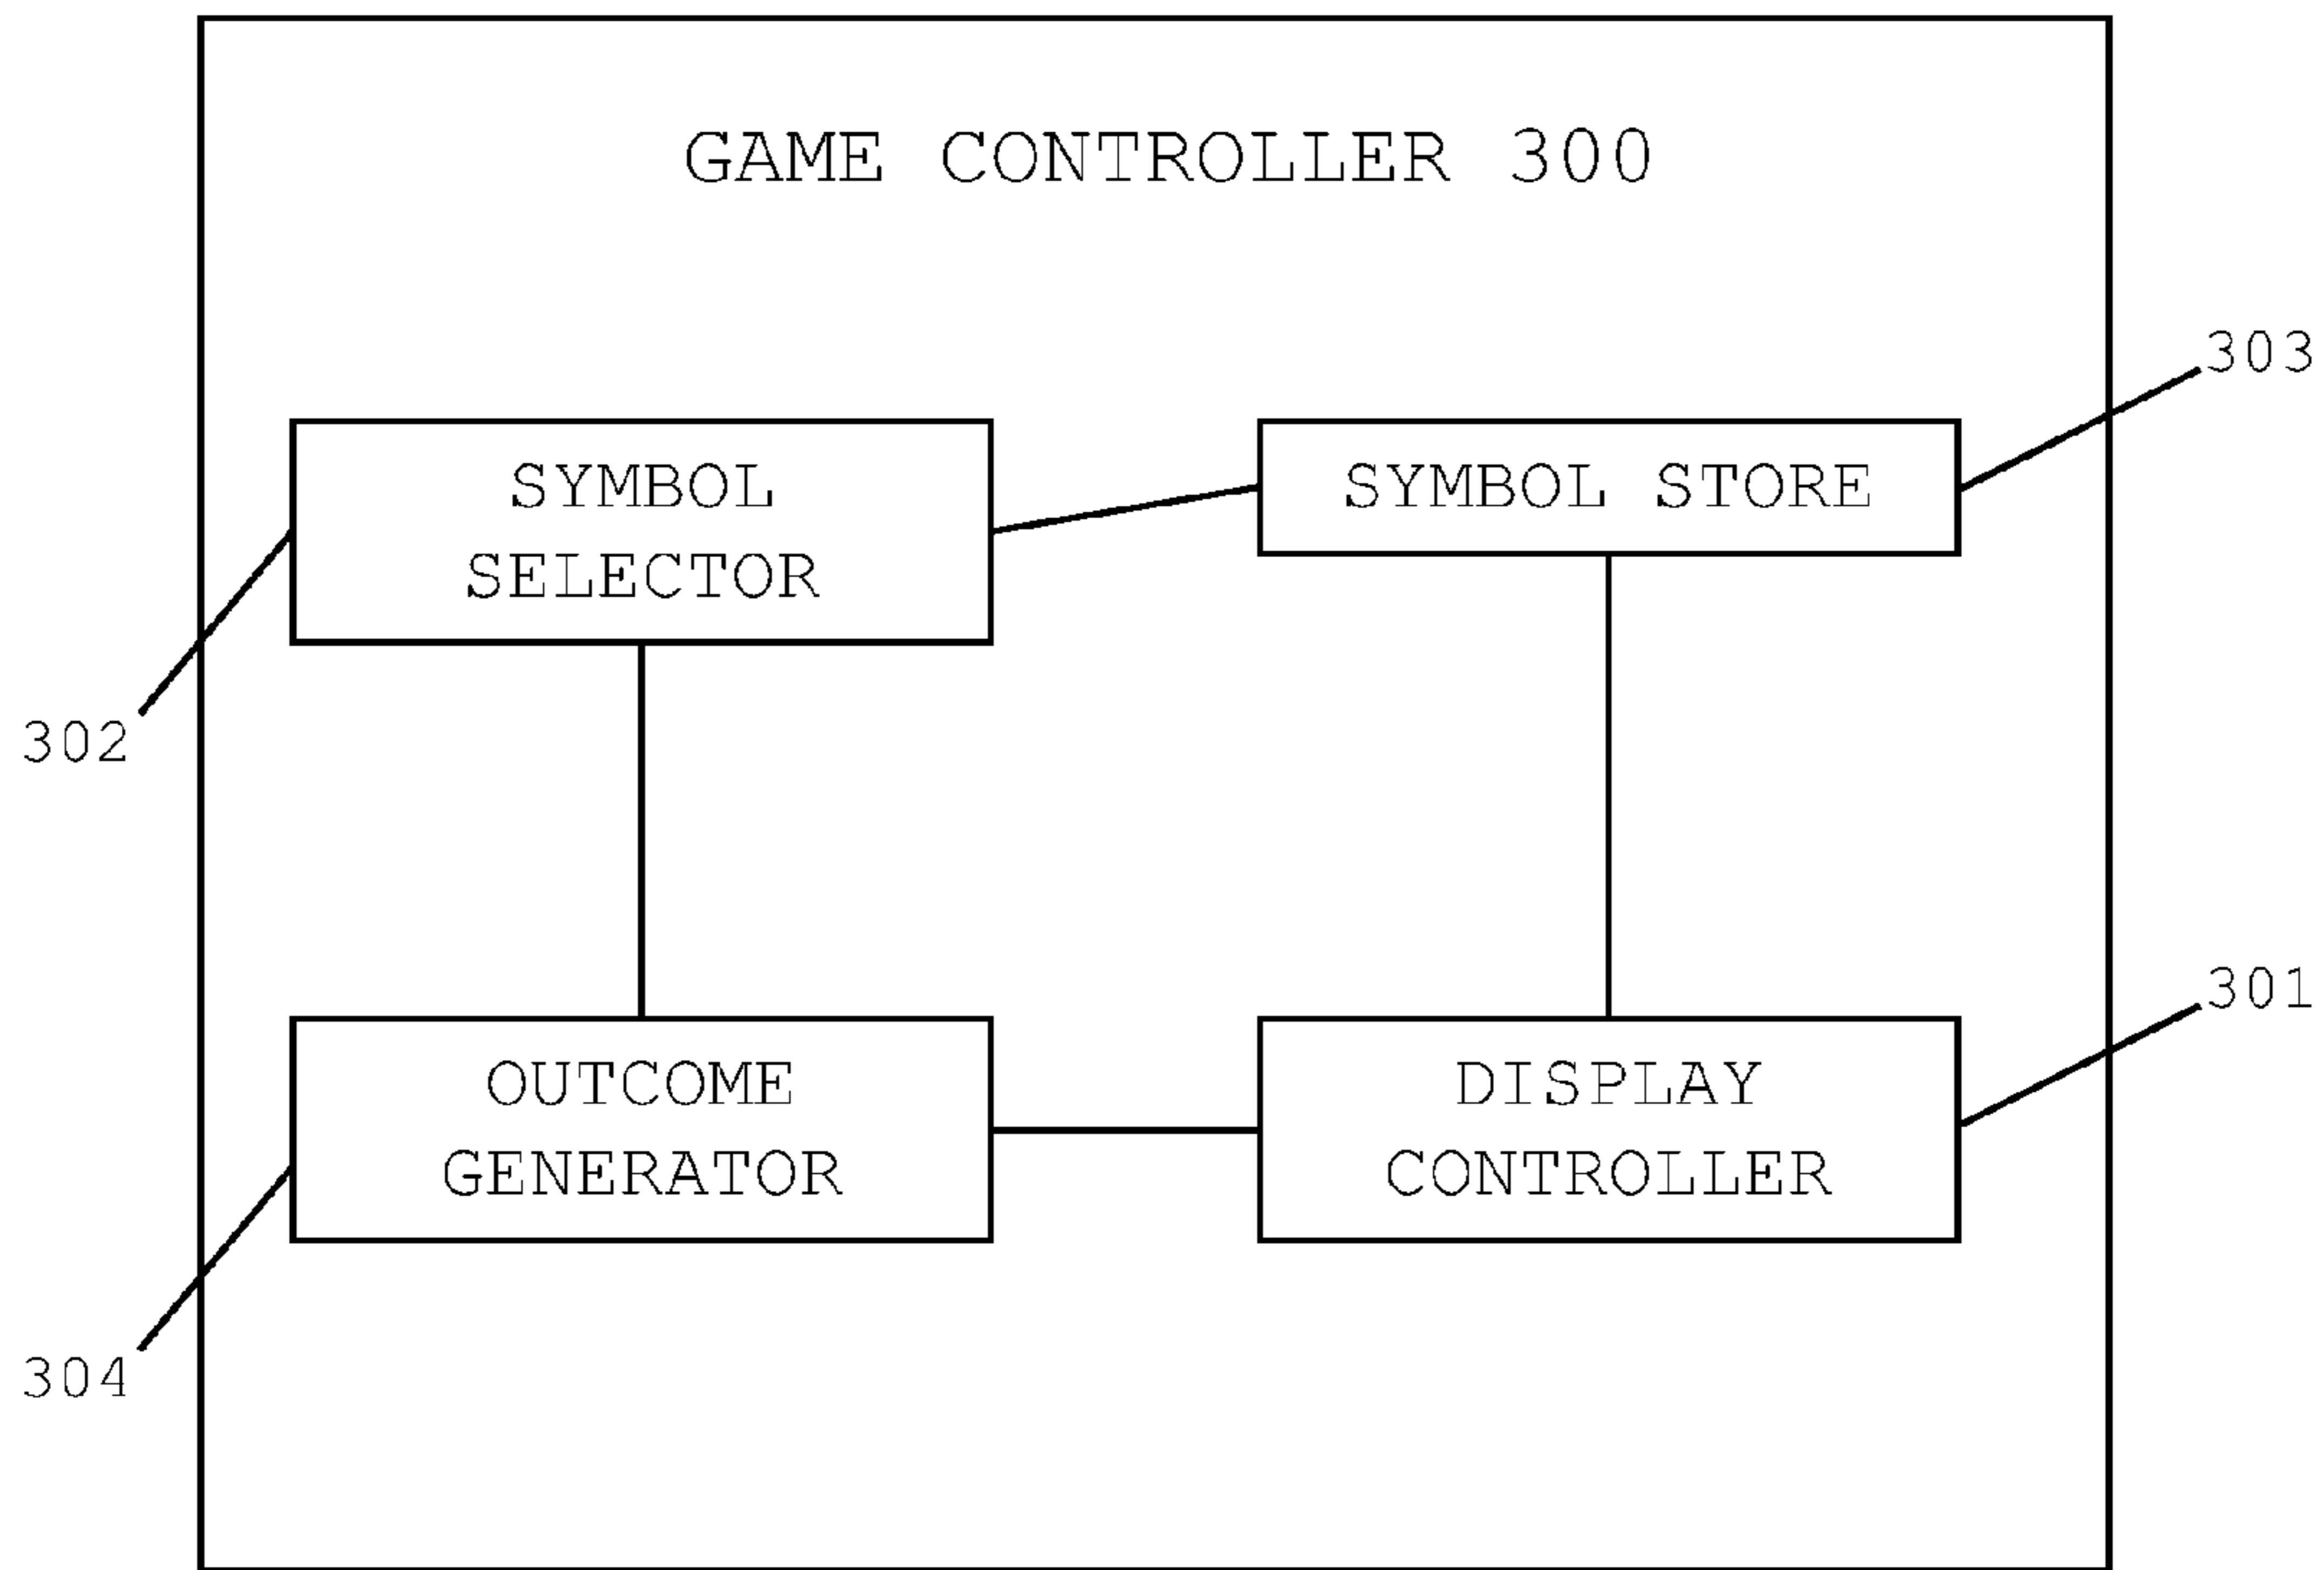 GAME CONTROLLER 300
303
SYMBOL
SELECTOR
SYMBOL STORE
302
301
OUTCOME
GENERATOR
DISPLAY
CONTROLLER
304